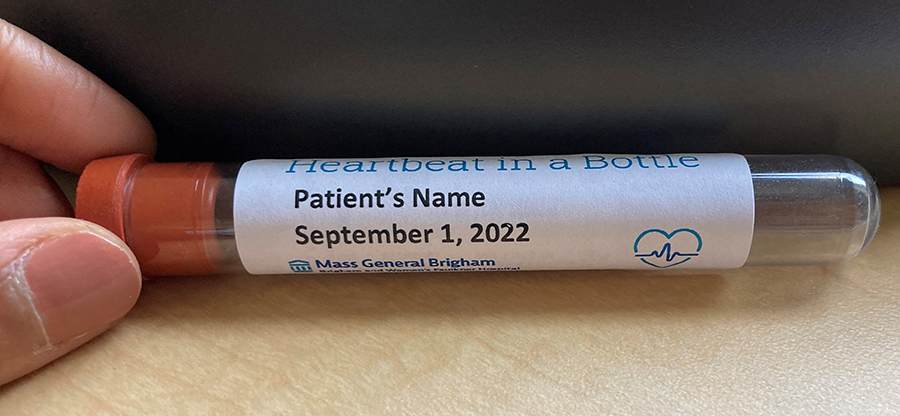 Heartbeat in a Bottle
Patient’s Name
September 1, 2022
Mass General Brigham
Brigham and Women's Faulkner Hospital